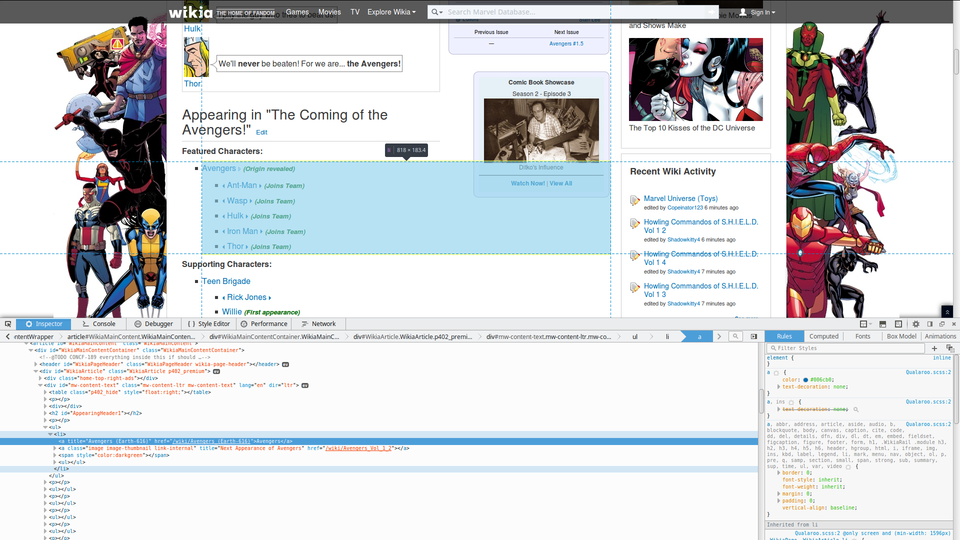 wikia THE HOME OF FANDOM Games Movies TV Explore Wikia Search Marvel Database... Sign In
Hulk
We'll never be beaten! For we are... the Avengers!
Thor
Appearing in "The Coming of the
Avengers!" Edit
Featured Characters:
818 × 183.4
Avengers (Origin revealed)
Ant-Man (Joins Team)
Wasp (Joins Team)
Hulk (Joins Team)
Iron Man (Joins Team)
Thor (Joins Team)
Supporting Characters:
Teen Brigade
Rick Jones
Willie (First appearance)
Previous Issue Next Issue
— Avengers #1.5
Comic Book Showcase
Season 2 - Episode 3
Watch Now! | View All
and Shows Make
The Top 10 Kisses of the DC Universe
Recent Wiki Activity
Marvel Universe (Toys)
edited by Copeinator123 6 minutes ago
Howling Commandos of S.H.I.E.L.D.
Vol 1 2
edited by Shadowkitty4 6 minutes ago
Howling Commandos of S.H.I.E.L.D.
Vol 1 4
edited by Shadowkitty4 7 minutes ago
Howling Commandos of S.H.I.E.L.D.
Vol 1 3
edited by Shadowkitty4 7 minutes ago
Inspector Console Debugger Style Editor Performance Network
ntentWrapper article#WikiaMainContent.WikiaMainConten... div#WikiaMainContentContainer.WikiaMainC... div#WikiaArticle.WikiaArticle.p402_premi... div#mw-content-text.mw-content-ltr.mw-co... ul li a
<article id="WikiaMainContent" class="WikiaMainContent">
<div id="WikiaMainContentContainer" class="WikiaMainContentContainer">
<!--@TODO CONCF-189 everything inside this if should ...-->
<header id="WikiaPageHeader" class="WikiaPageHeader wikia-page-header"></header>
<div id="WikiaArticle" class="WikiaArticle p402_premium">
<div class="home-top-right-ads"></div>
<div id="mw-content-text" class="mw-content-ltr mw-content-text" lang="en" dir="ltr">
<table class="p402_hide" style="float:right;"></table>
<p></p>
<div></div>
<h2 id="AppearingHeader1"></h2>
<p></p>
<ul>
<li>
<a title="Avengers (Earth-616)" href="/wiki/Avengers_(Earth-616)">Avengers</a>
<a class="image image-thumbnail link-internal" title="Next Appearance of Avengers" href="/wiki/Avengers_Vol_1_2"></a>
<span style="color:darkgreen"></span>
<ul></ul>
</li>
</ul>
<p></p>
<ul></ul>
<p></p>
<ul></ul>
<p></p>
<ul></ul>
<p></p>
<ul></ul>
<p></p>
Rules Computed Fonts Box Model Animations
Filter Styles
element { inline
}
a { Qualaroo.scss:2
color: #006cb0;
text-decoration: none;
}
a, ins { Qualaroo.scss:2
text-decoration: none;
}
a, abbr, address, article, aside, audio, b, Qualaroo.scss:2
blockquote, body, canvas, caption, cite, code,
dd, del, details, dfn, div, dl, dt, em, embed, fieldset,
figcaption, figure, footer, form, .WikiaRail .module h3,
h1, h2, h3, h4, h5, h6, header, hgroup, html, i, iframe, img,
ins, kbd, label, legend, li, mark, menu, nav, object, ol, p,
pre, q, samp, section, small, span, strong, sub, summary,
sup, time, ul, var, video {
border: 0;
font-style: inherit;
font-weight: inherit;
margin: 0;
padding: 0;
vertical-align: baseline;
}
Inherited from li
Qualaroo.scss:2 @only screen and (min-width: 1596px)